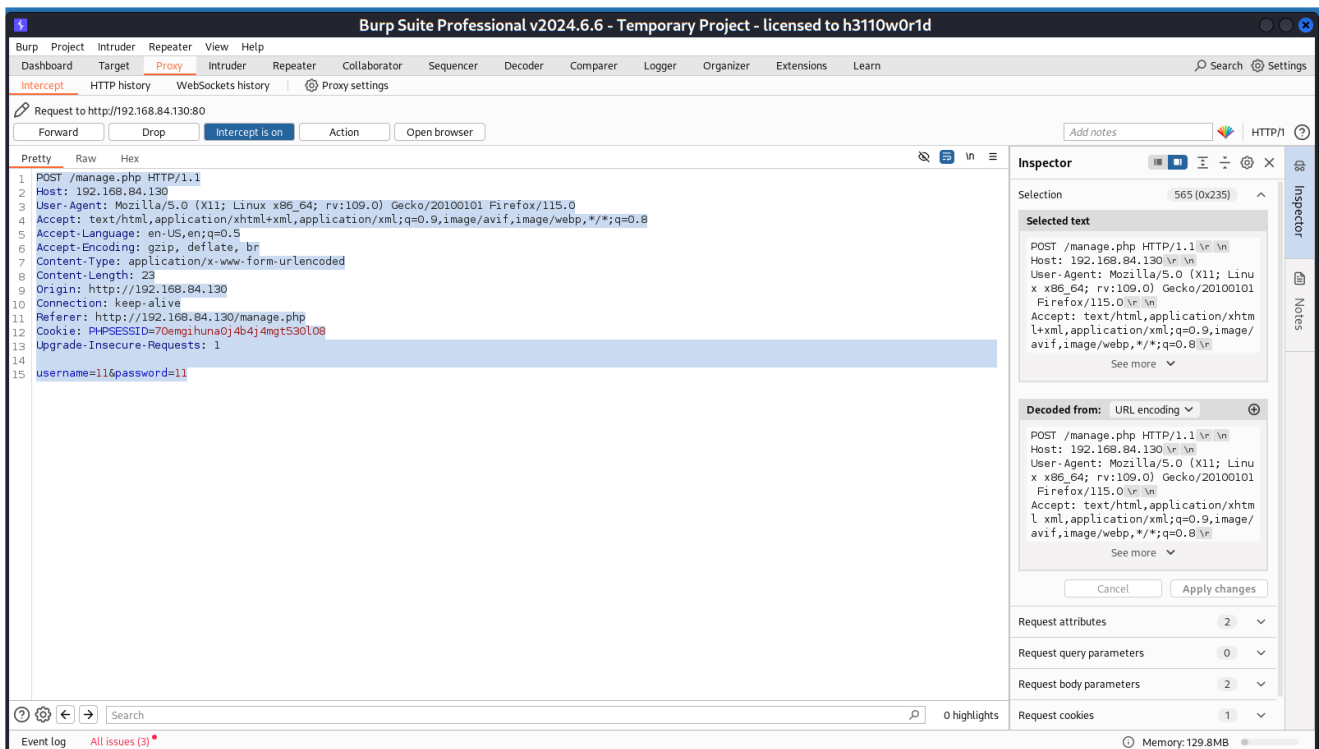 Burp Suite Professional v2024.6.6 - Temporary Project - licensed to h3110w0r1d
Burp Project Intruder Repeater View Help
Dashboard Target Proxy Intruder Repeater Collaborator Sequencer Decoder Comparer Logger Organizer Extensions Learn Search Settings
Intercept HTTP history WebSockets history Proxy settings
Request to http://192.168.84.130:80
Forward Drop Intercept is on Action Open browser Add notes HTTP/1
Pretty Raw Hex \n
1 POST /manage.php HTTP/1.1
2 Host: 192.168.84.130
3 User-Agent: Mozilla/5.0 (X11; Linux x86_64; rv:109.0) Gecko/20100101 Firefox/115.0
4 Accept: text/html,application/xhtml+xml,application/xml;q=0.9,image/avif,image/webp,*/*;q=0.8
5 Accept-Language: en-US,en;q=0.5
6 Accept-Encoding: gzip, deflate, br
7 Content-Type: application/x-www-form-urlencoded
8 Content-Length: 23
9 Origin: http://192.168.84.130
10 Connection: keep-alive
11 Referer: http://192.168.84.130/manage.php
12 Cookie: PHPSESSID=70emgihuna0j4b4j4mgt530l08
13 Upgrade-Insecure-Requests: 1
14
15 username=11&password=11
Inspector
Selection 565 (0x235)
Selected text
POST /manage.php HTTP/1.1 \r \n
Host: 192.168.84.130 \r \n
User-Agent: Mozilla/5.0 (X11; Linu
x x86_64; rv:109.0) Gecko/20100101
Firefox/115.0 \r \n
Accept: text/html,application/xhtm
l+xml,application/xml;q=0.9,image/
avif,image/webp,*/*;q=0.8 \r
See more
Decoded from: URL encoding
POST /manage.php HTTP/1.1 \r \n
Host: 192.168.84.130 \r \n
User-Agent: Mozilla/5.0 (X11; Linu
x x86_64; rv:109.0) Gecko/20100101
Firefox/115.0 \r \n
Accept: text/html,application/xhtm
l xml,application/xml;q=0.9,image/
avif,image/webp,*/*;q=0.8 \r
See more
Cancel Apply changes
Request attributes 2
Request query parameters 0
Request body parameters 2
Request cookies 1
Inspector
Notes
Search 0 highlights
Event log All issues (3) Memory: 129.8MB